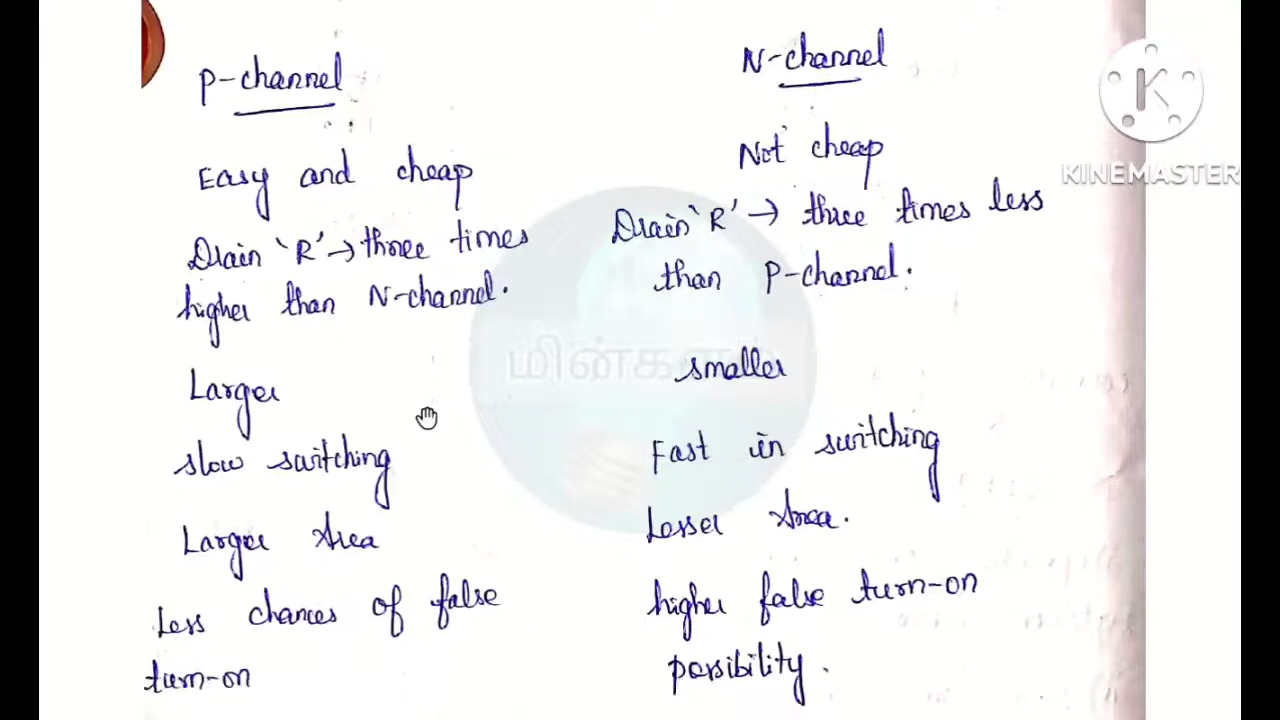 P-channel
N-channel
Easy and cheap
Not cheap
Drain 'R' → three times
higher than N-channel.
Drain 'R' → three times less
than P-channel.
Larger
smaller
slow switching
Fast in switching
Larger Area
Lesser Area.
Less chances of false
turn-on
higher false turn-on
possibility.
KINEMASTER
மின்களம்